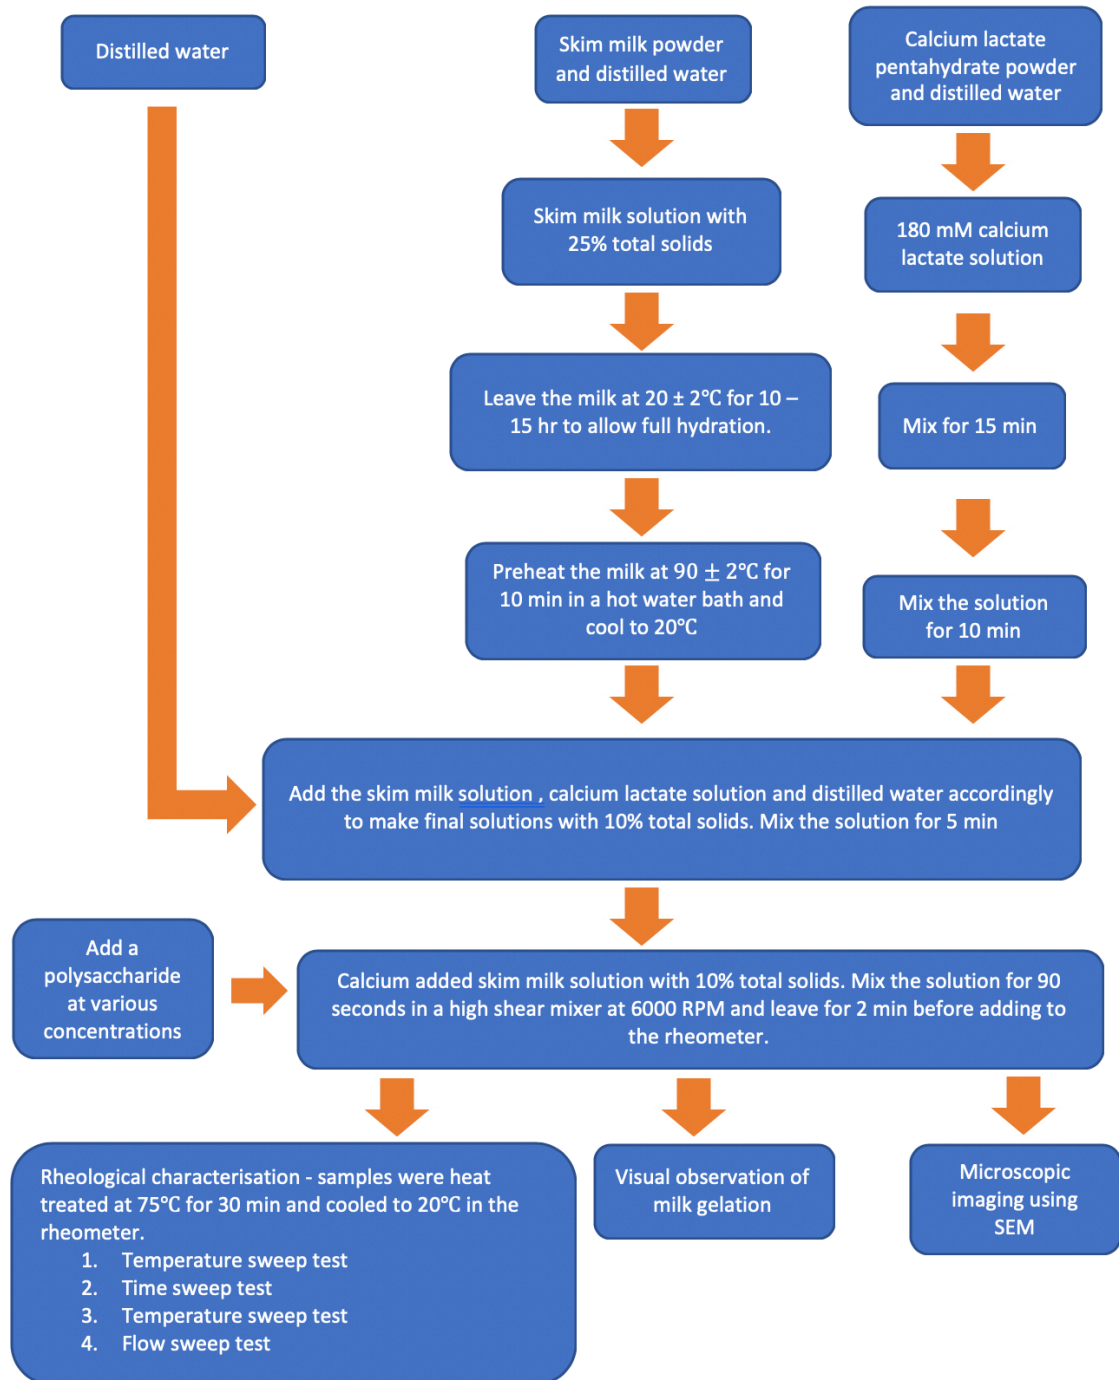 Distilled water
Skim milk powder
and distilled water
Calcium lactate
pentahydrate powder
and distilled water
Skim milk solution with
25% total solids
180 mM calcium
lactate solution
Leave the milk at 20 ± 2℃ for 10 –
15 hr to allow full hydration.
Mix for 15 min
Preheat the milk at 90 ± 2℃ for
10 min in a hot water bath and
cool to 20℃
Mix the solution
for 10 min
Add the skim milk solution , calcium lactate solution and distilled water accordingly
to make final solutions with 10% total solids. Mix the solution for 5 min
Add a
polysaccharide
at various
concentrations
Calcium added skim milk solution with 10% total solids. Mix the solution for 90
seconds in a high shear mixer at 6000 RPM and leave for 2 min before adding to
the rheometer.
Rheological characterisation - samples were heat
treated at 75℃ for 30 min and cooled to 20℃ in the
rheometer.
1. Temperature sweep test
2. Time sweep test
3. Temperature sweep test
4. Flow sweep test
Visual observation of
milk gelation
Microscopic
imaging using
SEM